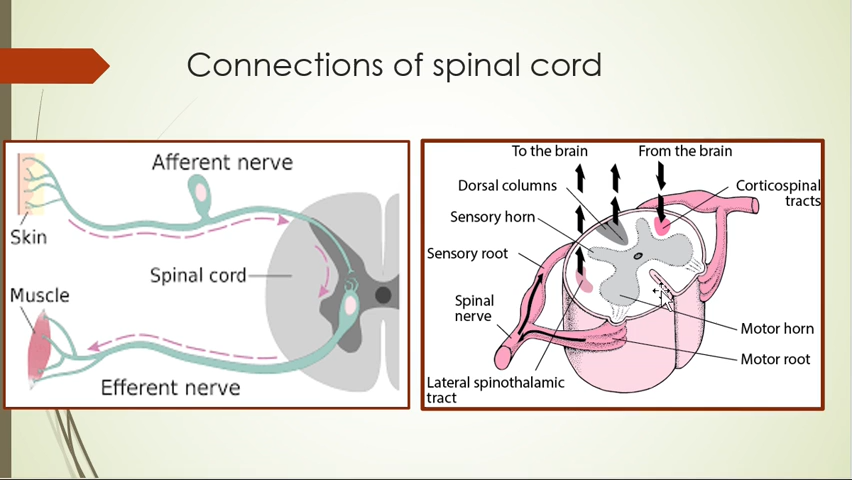 Connections of spinal cord
Afferent nerve
Skin
Spinal cord
Muscle
Efferent nerve
To the brain
From the brain
Dorsal columns
Corticospinal
tracts
Sensory horn
Sensory root
Spinal
nerve
Motor horn
Motor root
Lateral spinothalamic
tract